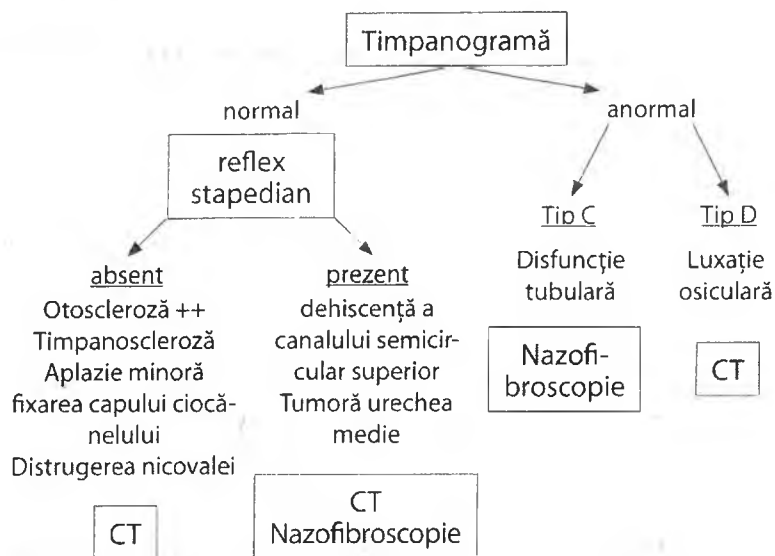 Timpanogramă
normal
anormal
reflex
stapedian
absent
Otoscleroză ++
Timpanoscleroză
Aplazie minoră
fixarea capului ciocă-
nelului
Distrugerea nicovalei
CT
prezent
dehiscență a
canalului semicir-
cular superior
Tumoră urechea
medie
CT
Nazofibroscopie
Tip C
Disfuncție
tubulară
Nazofi-
broscopie
Tip D
Luxație
osiculară
CT